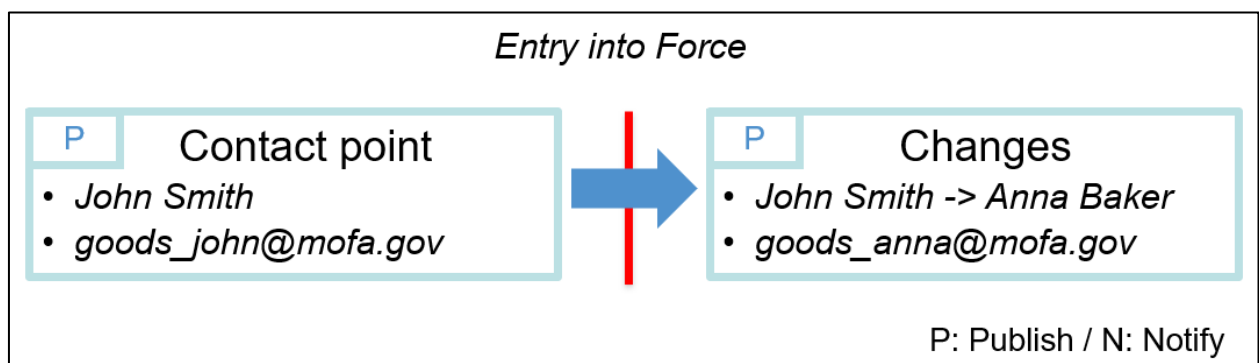 Entry into Force
P
Contact point
• John Smith
• goods_john@mofa.gov
P
Changes
• John Smith -> Anna Baker
• goods_anna@mofa.gov
P: Publish / N: Notify